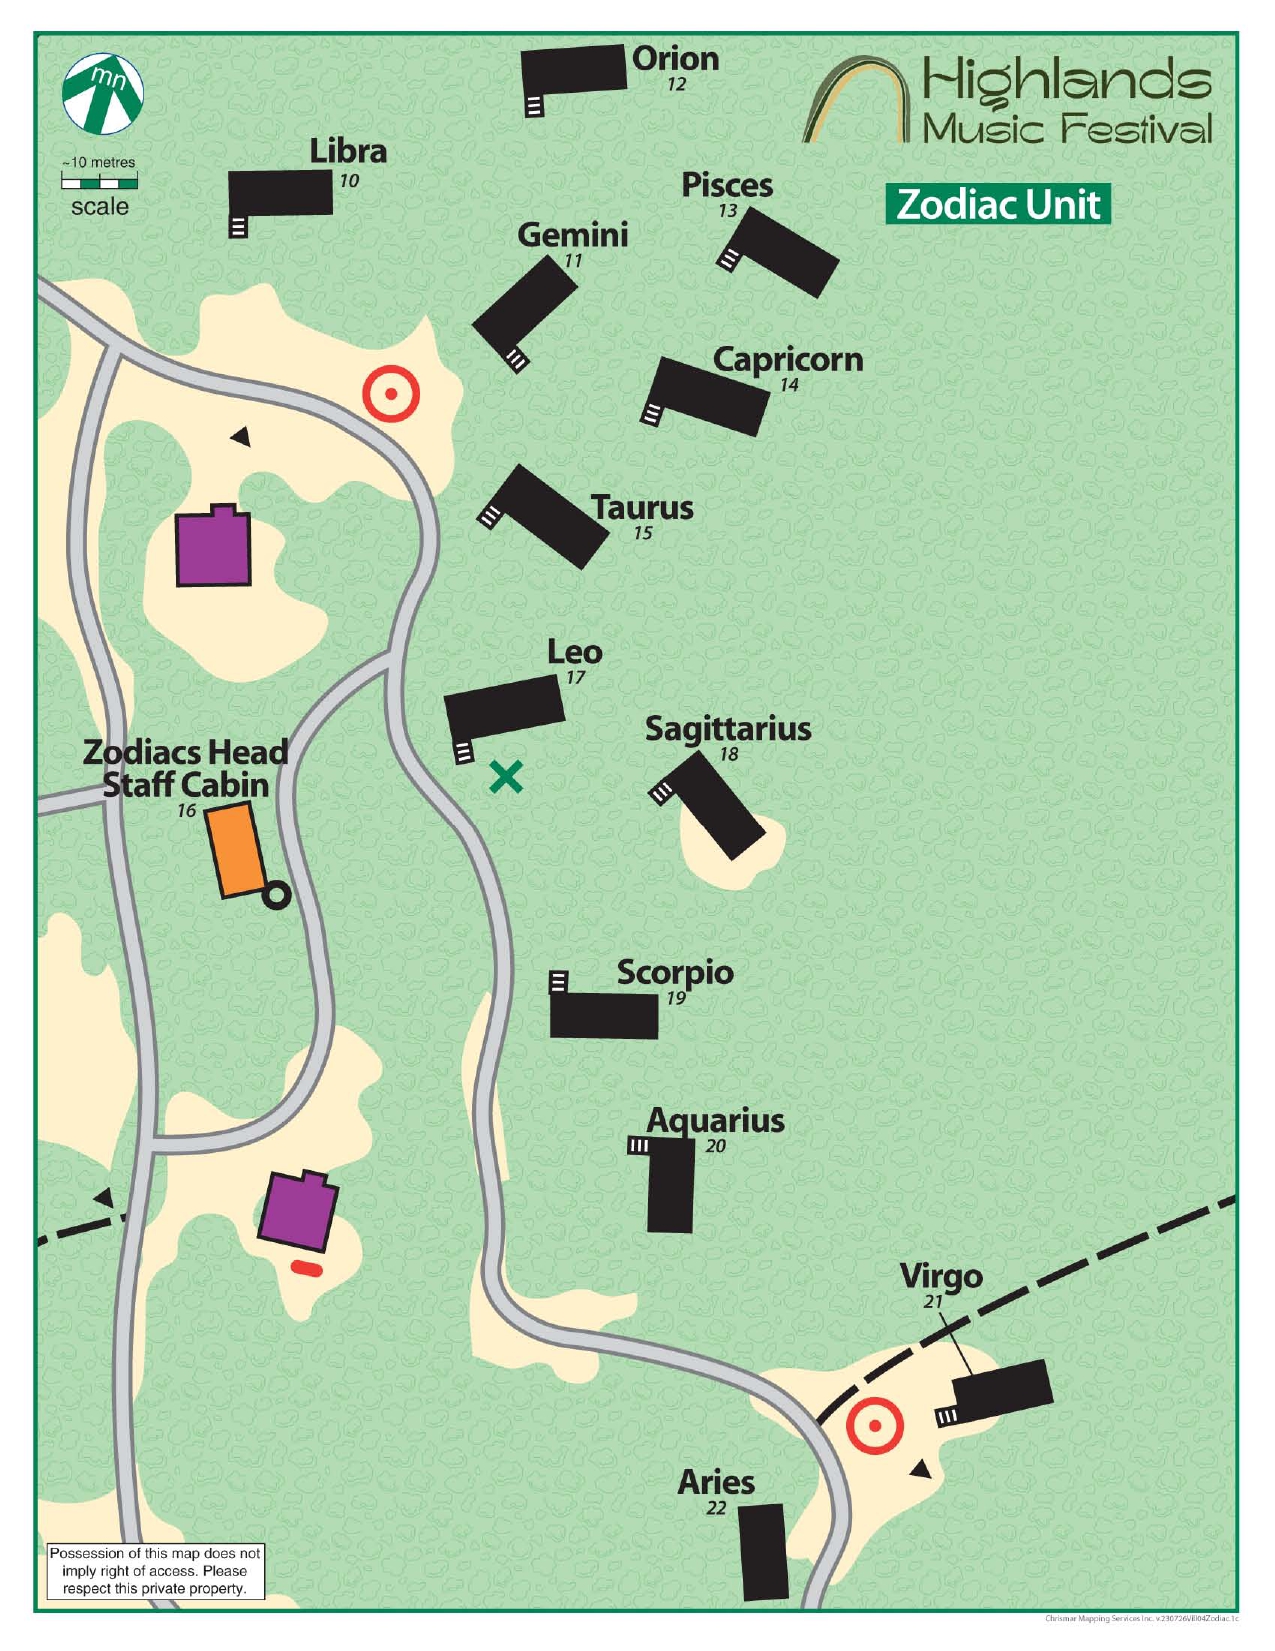 mn
~10 metres
scale
Orion
12
Highlands
Music Festival
Zodiac Unit
Libra
10
Pisces
13
Gemini
11
Capricorn
14
Taurus
15
Leo
17
Sagittarius
18
Zodiacs Head
Staff Cabin
16
Scorpio
19
Aquarius
20
Virgo
21
Aries
22
Possession of this map does not
imply right of access. Please
respect this private property.
Chrismar Mapping Services Inc. v.230726Vill04Zodiac.1c